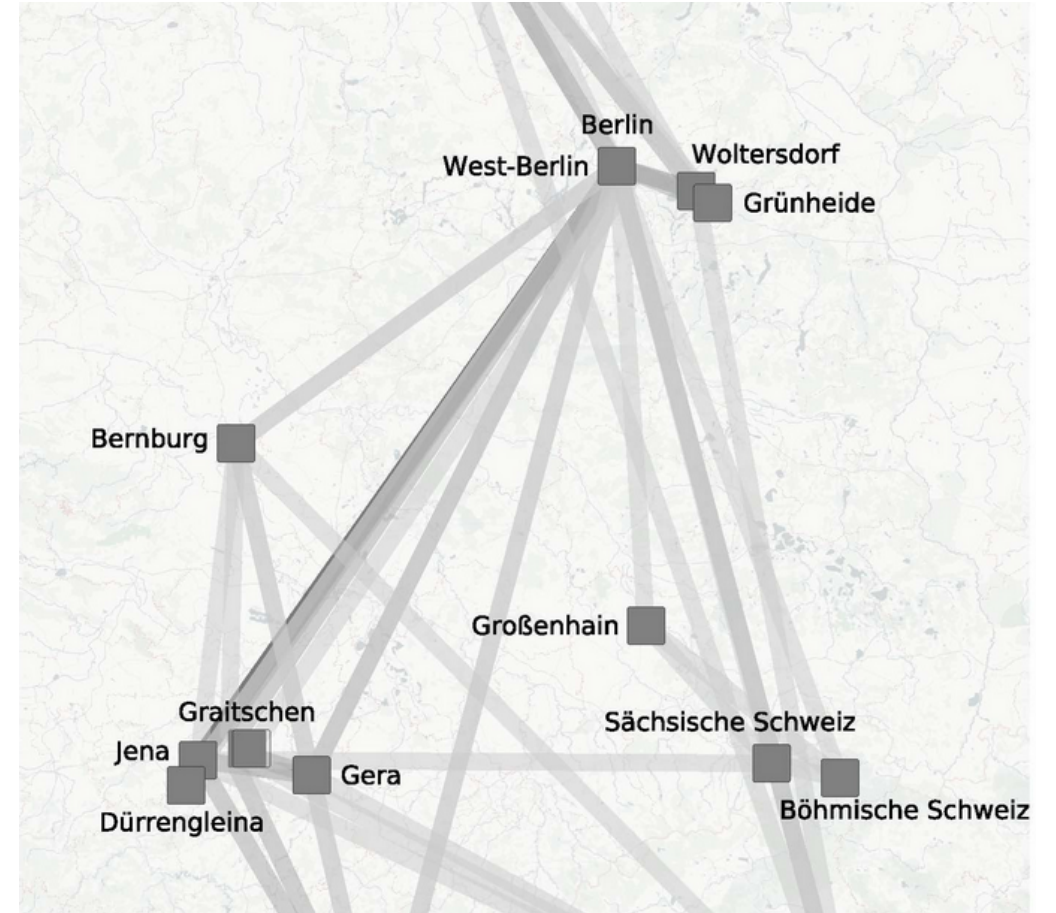 Berlin
West-Berlin
Woltersdorf
Grünheide
Bernburg
Großenhain
Graitschen
Sächsische Schweiz
Jena
Gera
Böhmische Schweiz
Dürrengleina